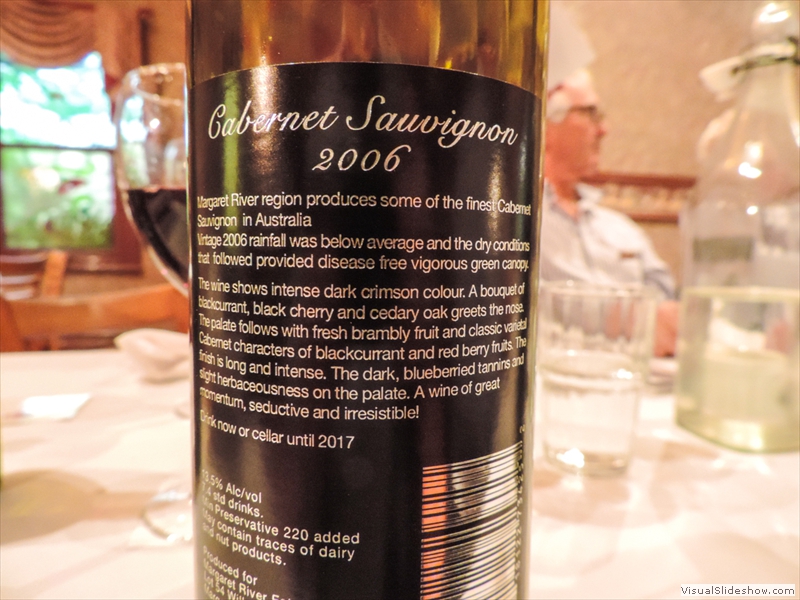 Cabernet Sauvignon
2006
Margaret River region produces some of the finest Cabernet
Sauvignon in Australia
Vintage 2006 rainfall was below average and the dry conditions
that followed provided disease free vigorous green canopy.
The wine shows intense dark crimson colour. A bouquet of
blackcurrant, black cherry and cedary oak greets the nose.
The palate follows with fresh brambly fruit and classic varietal
Cabernet characters of blackcurrant and red berry fruits. The
finish is long and intense. The dark, blueberried tannins and
slight herbaceousness on the palate. A wine of great
momentum, seductive and irresistible!
Drink now or cellar until 2017
13.5% Alc/vol
std drinks.
Preservative 220 added
May contain traces of dairy
and nut products.
Produced for
Margaret River
VisualSlideshow.com